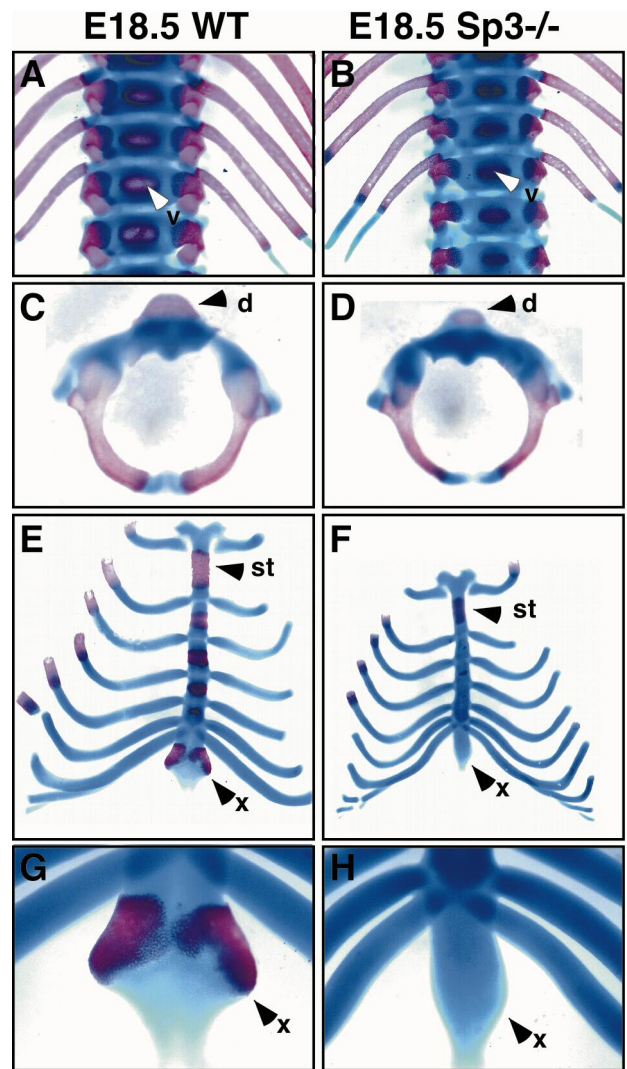 E18.5 WT E18.5 Sp3-/-
A B
v v
C D
d d
E F
st st
x x
G H
x x